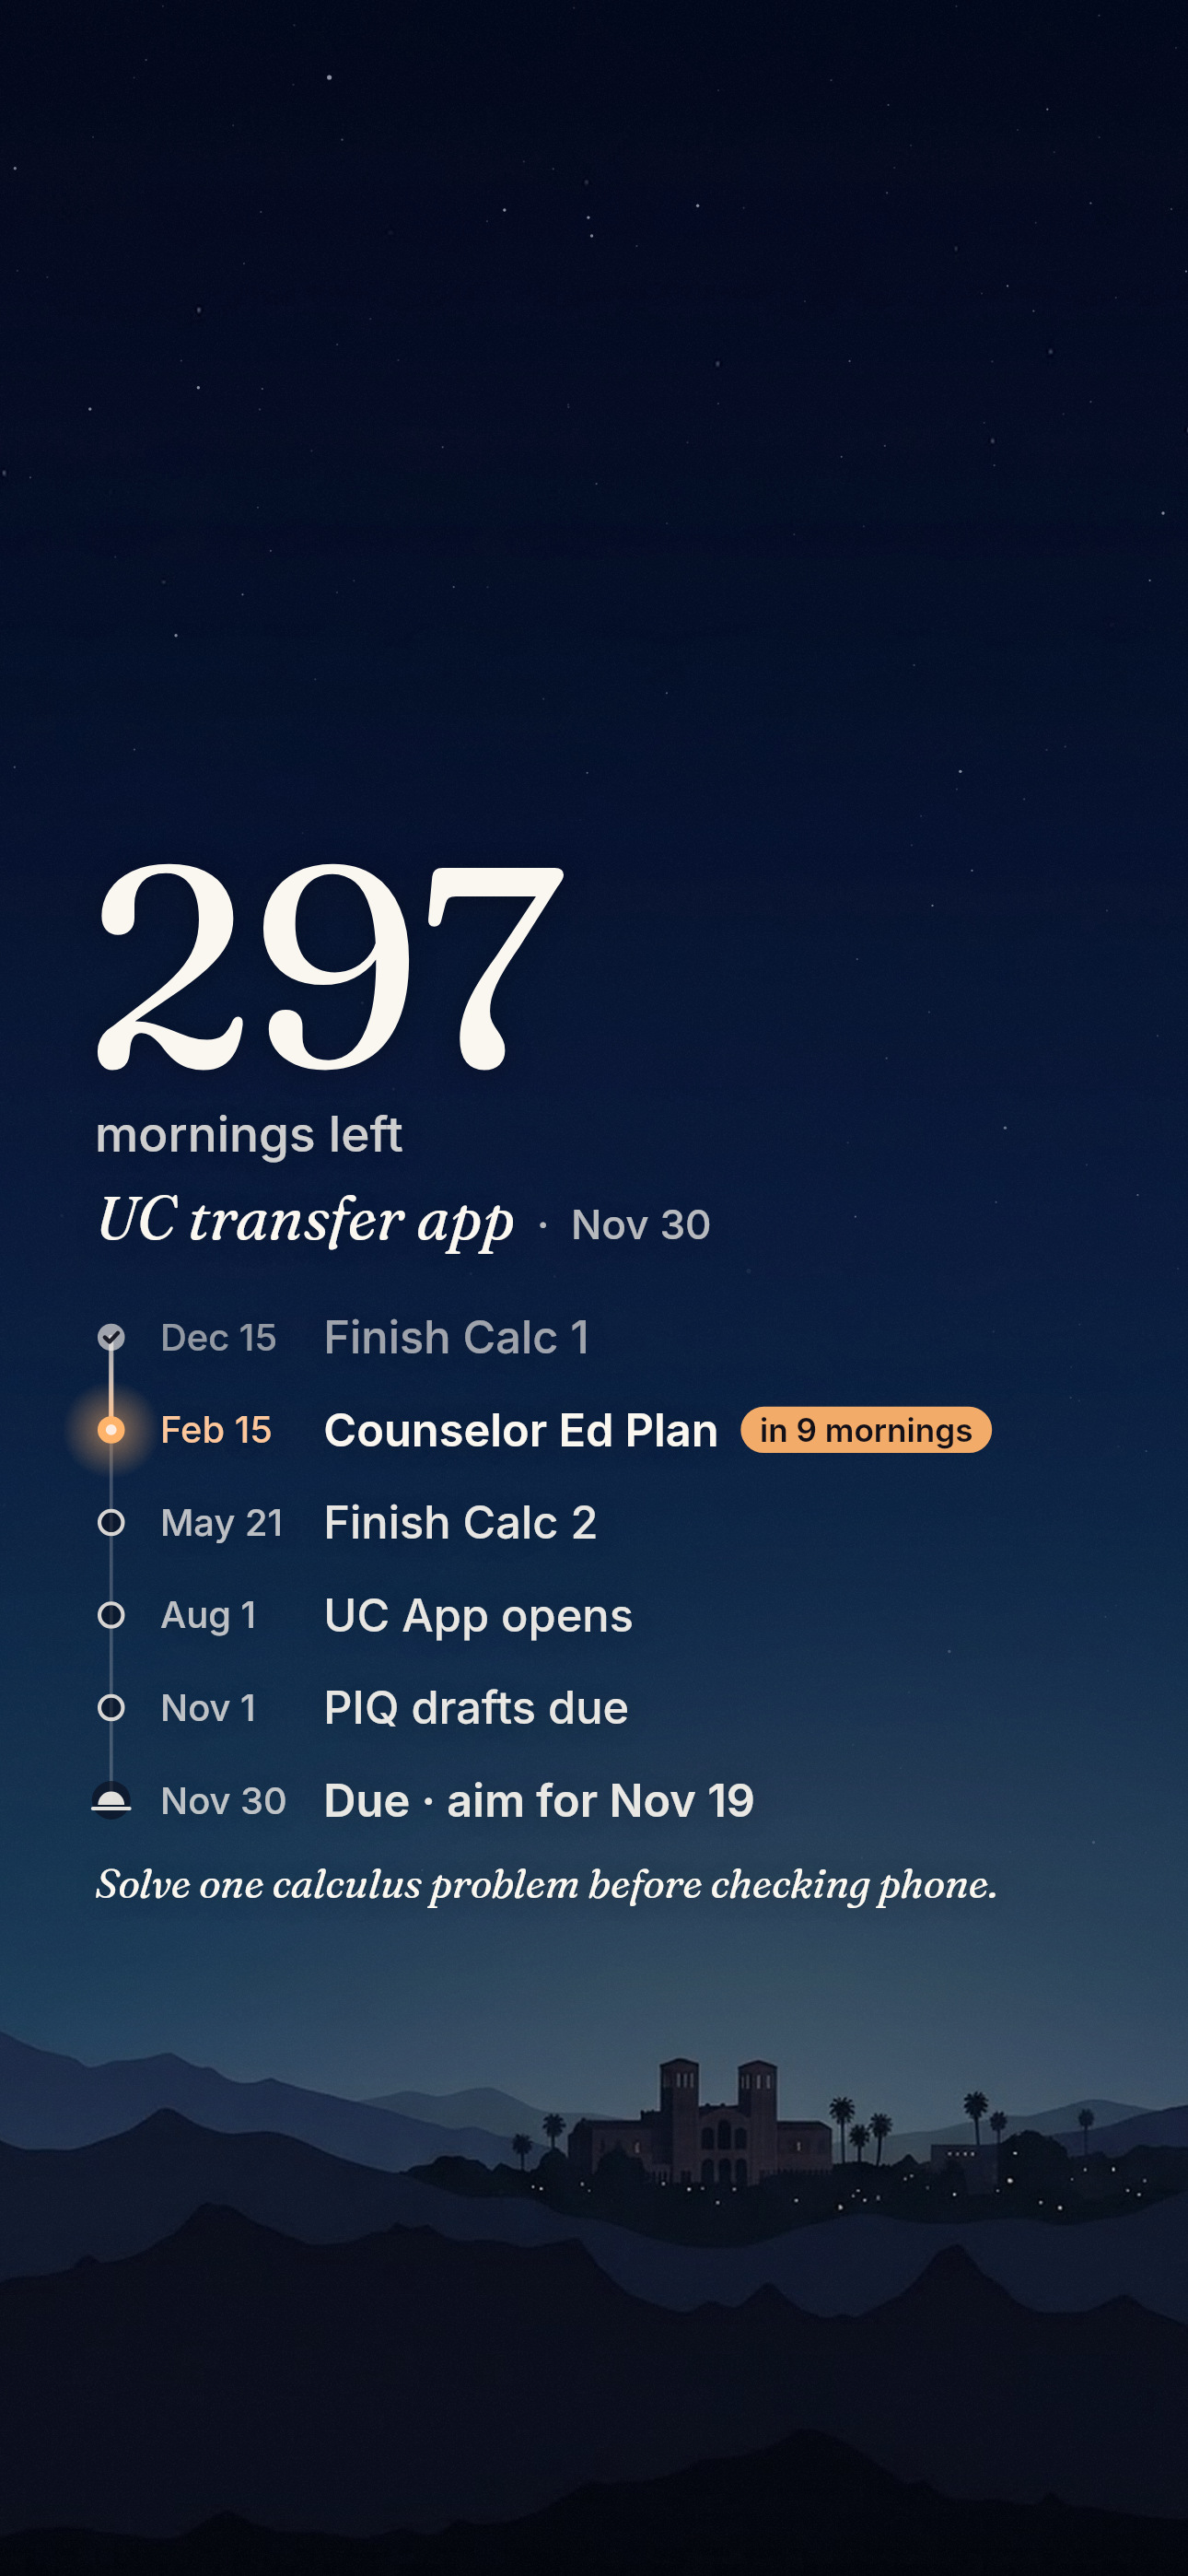 297
mornings left
UC transfer app · Nov 30
Dec 15 Finish Calc 1
Feb 15 Counselor Ed Plan in 9 mornings
May 21 Finish Calc 2
Aug 1 UC App opens
Nov 1 PIQ drafts due
Nov 30 Due · aim for Nov 19
Solve one calculus problem before checking phone.